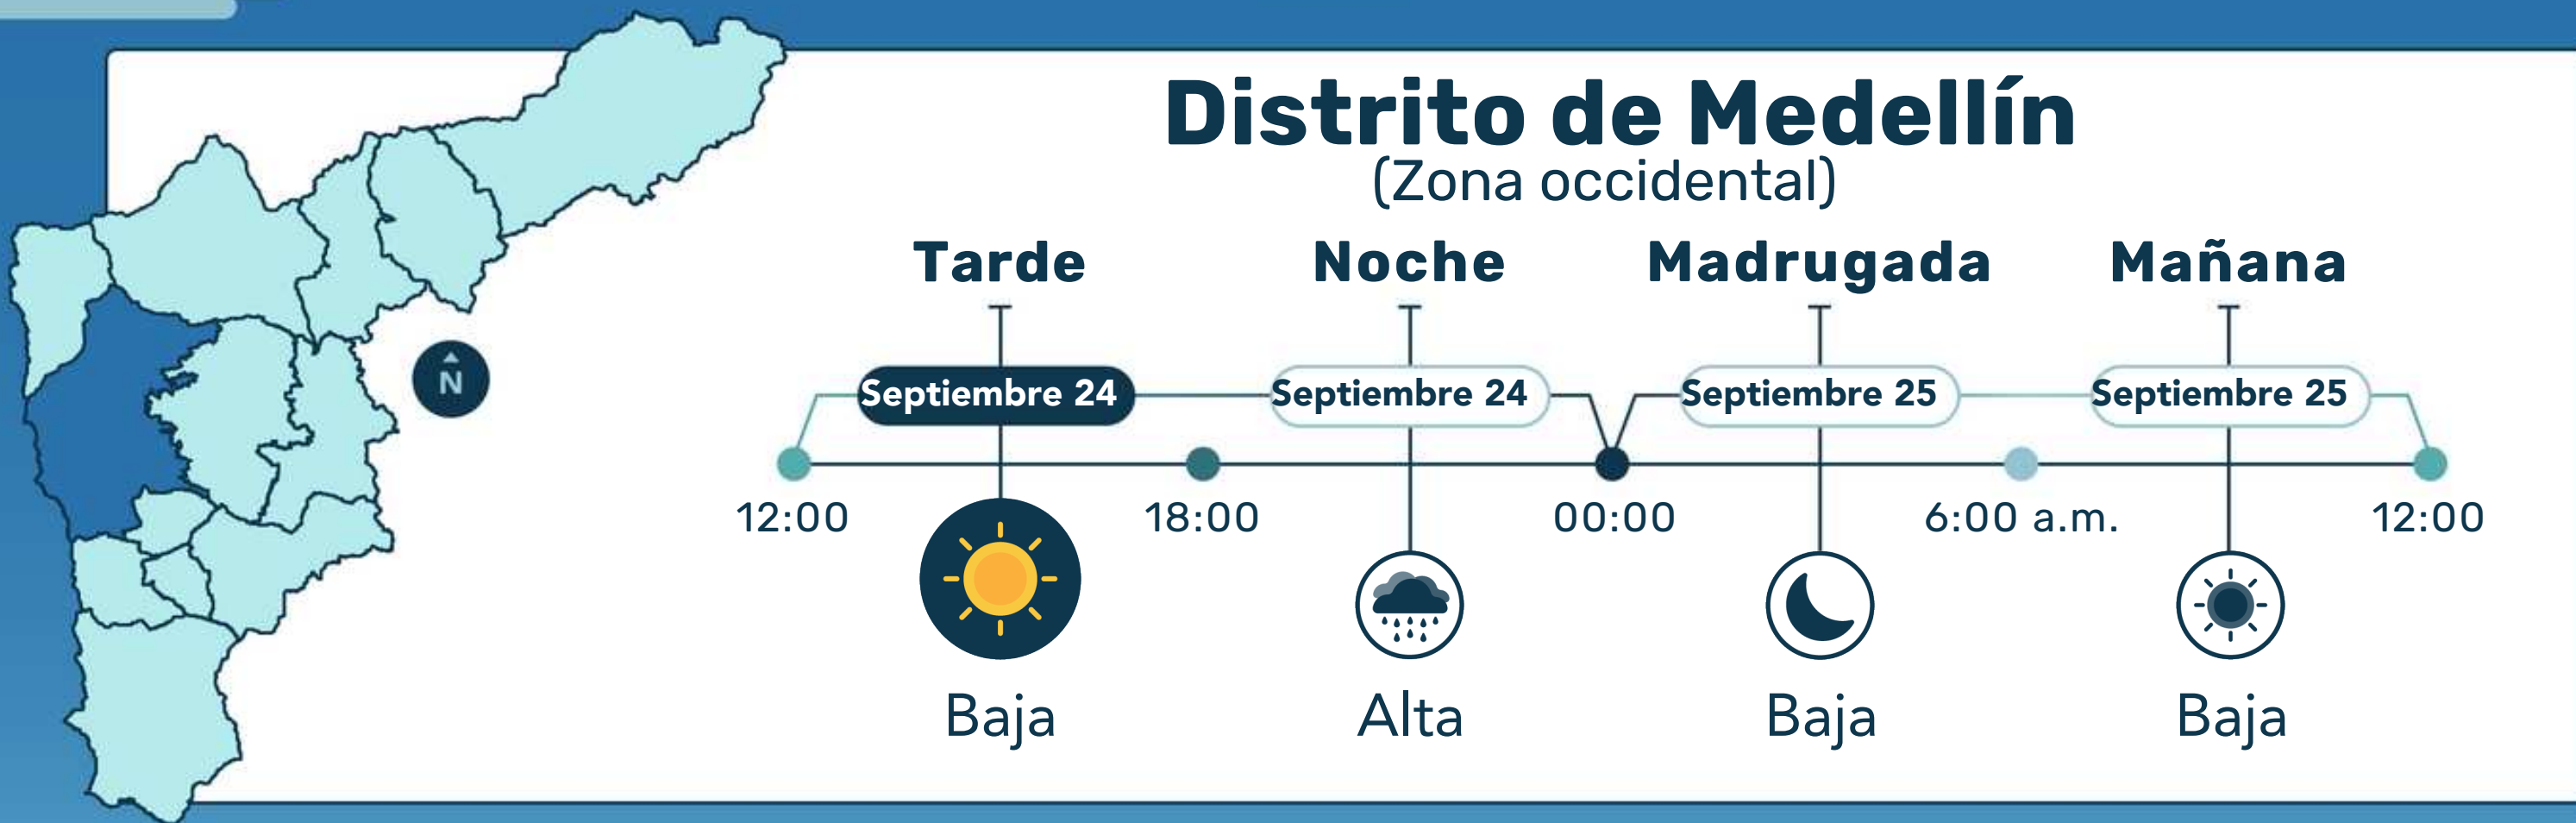 Distrito de Medellín
(Zona occidental)
Tarde Noche Madrugada Mañana
N
Septiembre 24 Septiembre 24 Septiembre 25 Septiembre 25
12:00 18:00 00:00 6:00 a.m. 12:00
Baja Alta Baja Baja